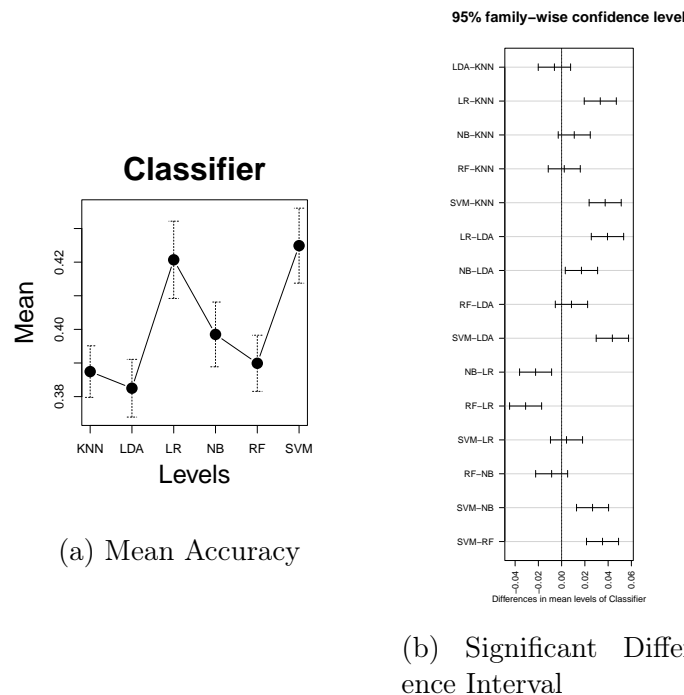 95% family−wise confidence level
Classifier
Mean
0.42
0.40
0.38
KNN LDA LR NB RF SVM
Levels
(a) Mean Accuracy
LDA−KNN
LR−KNN
NB−KNN
RF−KNN
SVM−KNN
LR−LDA
NB−LDA
RF−LDA
SVM−LDA
NB−LR
RF−LR
SVM−LR
RF−NB
SVM−NB
SVM−RF
−0.04 −0.02 0.00 0.02 0.04 0.06
Differences in mean levels of Classifier
(b) Significant Differ
ence Interval